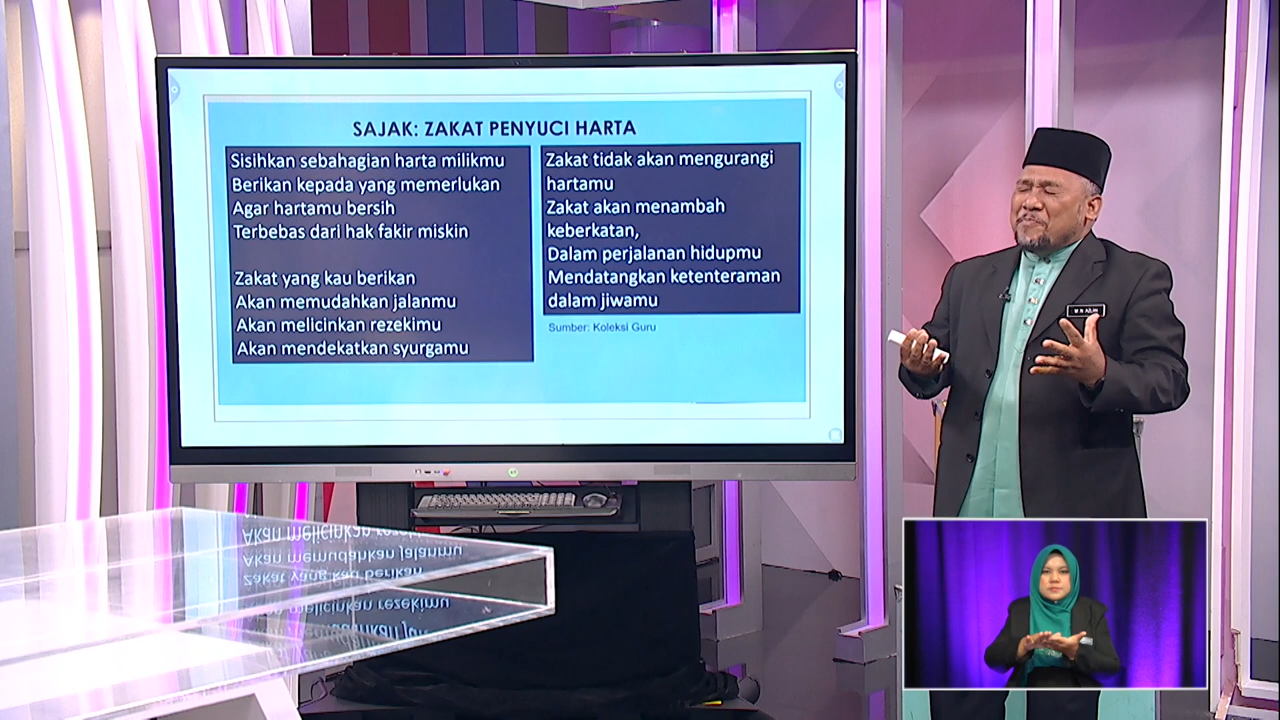 SAJAK: ZAKAT PENYUCI HARTA
Sisihkan sebahagian harta milikmu
Berikan kepada yang memerlukan
Agar hartamu bersih
Terbebas dari hak fakir miskin
Zakat yang kau berikan
Akan memudahkan jalanmu
Akan melicinkan rezekimu
Akan mendekatkan syurgamu
Zakat tidak akan mengurangi
hartamu
Zakat akan menambah
keberkatan,
Dalam perjalanan hidupmu
Mendatangkan ketenteraman
dalam jiwamu
Sumber: Koleksi Guru